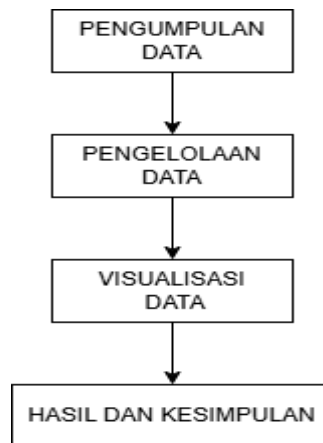 PENGUMPULAN
DATA
PENGELOLAAN
DATA
VISUALISASI
DATA
HASIL DAN KESIMPULAN